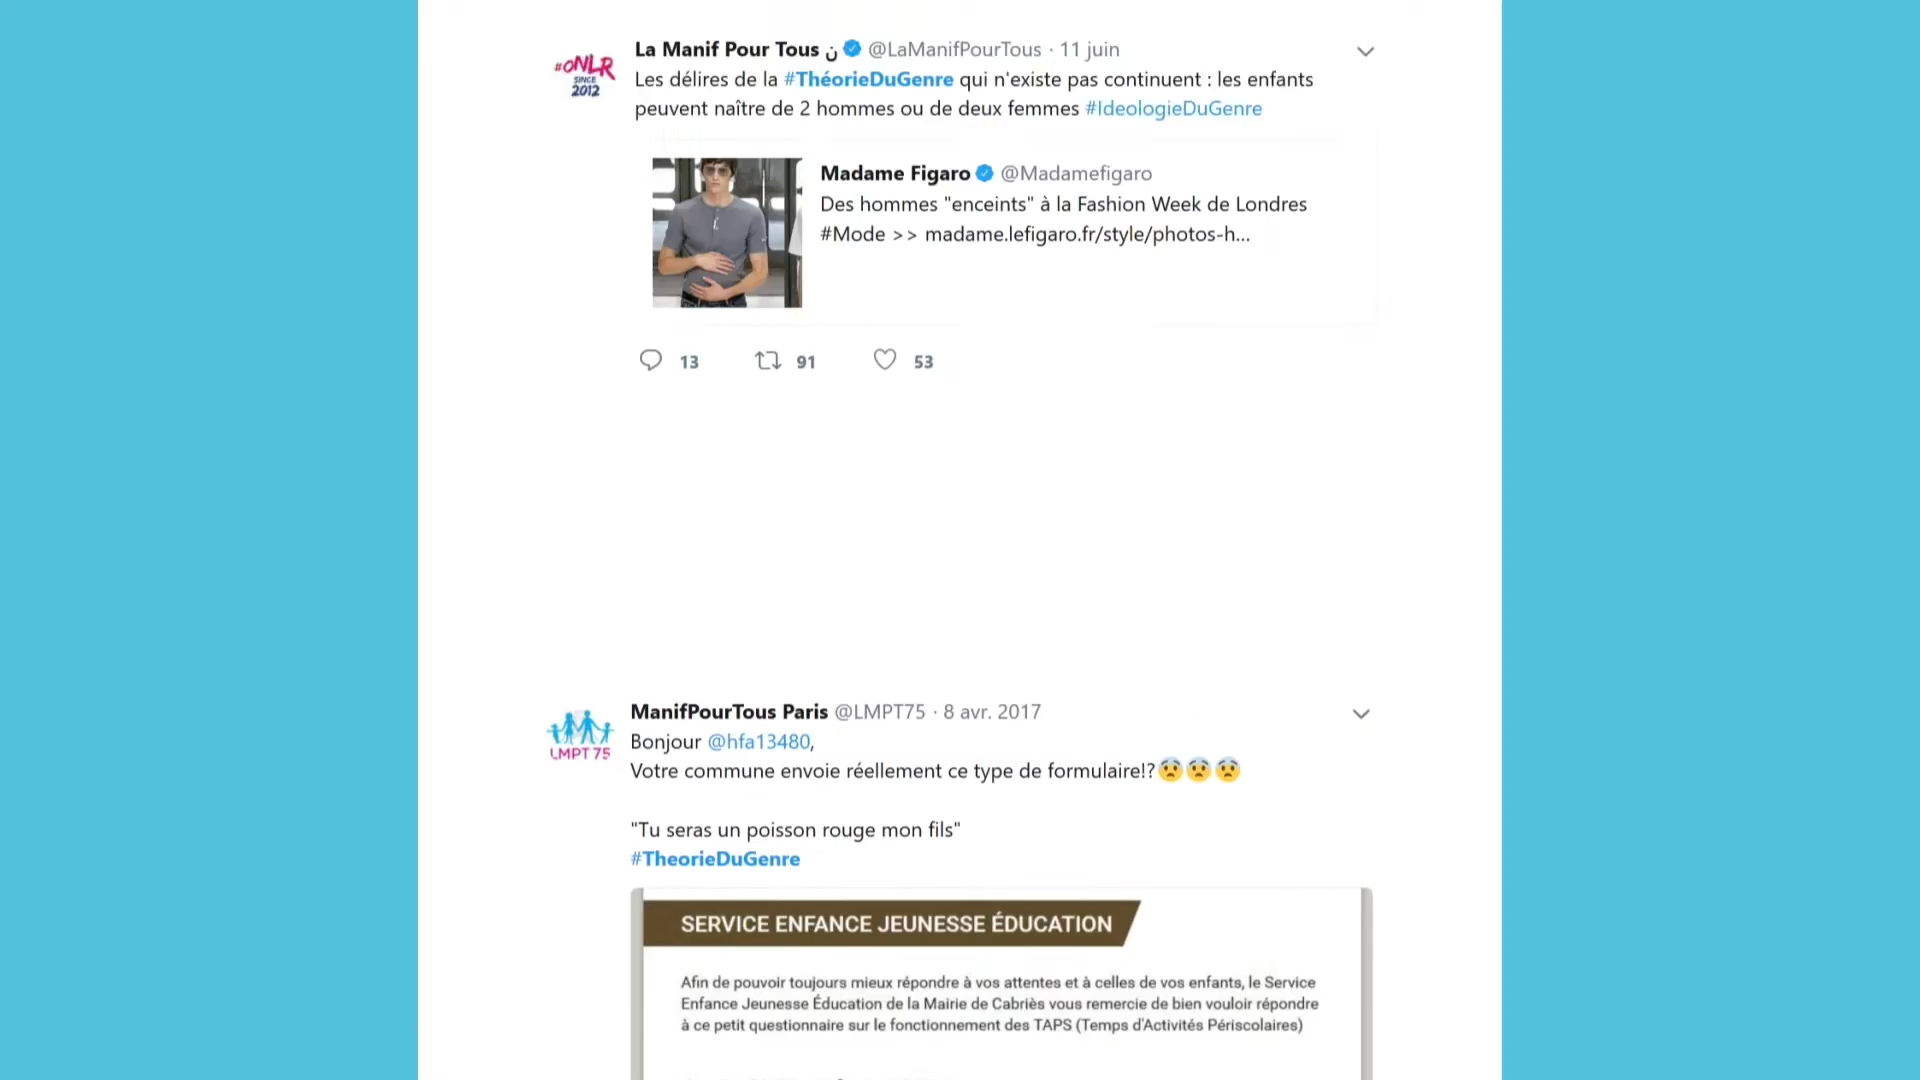 #ONLR
SINCE
2012
La Manif Pour Tous ن @LaManifPourTous · 11 juin
Les délires de la #ThéorieDuGenre qui n'existe pas continuent : les enfants
peuvent naître de 2 hommes ou de deux femmes #IdeologieDuGenre
Madame Figaro @Madamefigaro
Des hommes "enceints" à la Fashion Week de Londres
#Mode >> madame.lefigaro.fr/style/photos-h...
13 91 53
LMPT 75
ManifPourTous Paris @LMPT75 · 8 avr. 2017
Bonjour @hfa13480,
Votre commune envoie réellement ce type de formulaire!?😨😨😨
"Tu seras un poisson rouge mon fils"
#TheorieDuGenre
SERVICE ENFANCE JEUNESSE ÉDUCATION
Afin de pouvoir toujours mieux répondre à vos attentes et à celles de vos enfants, le Service
Enfance Jeunesse Éducation de la Mairie de Cabriès vous remercie de bien vouloir répondre
à ce petit questionnaire sur le fonctionnement des TAPS (Temps d'Activités Périscolaires)